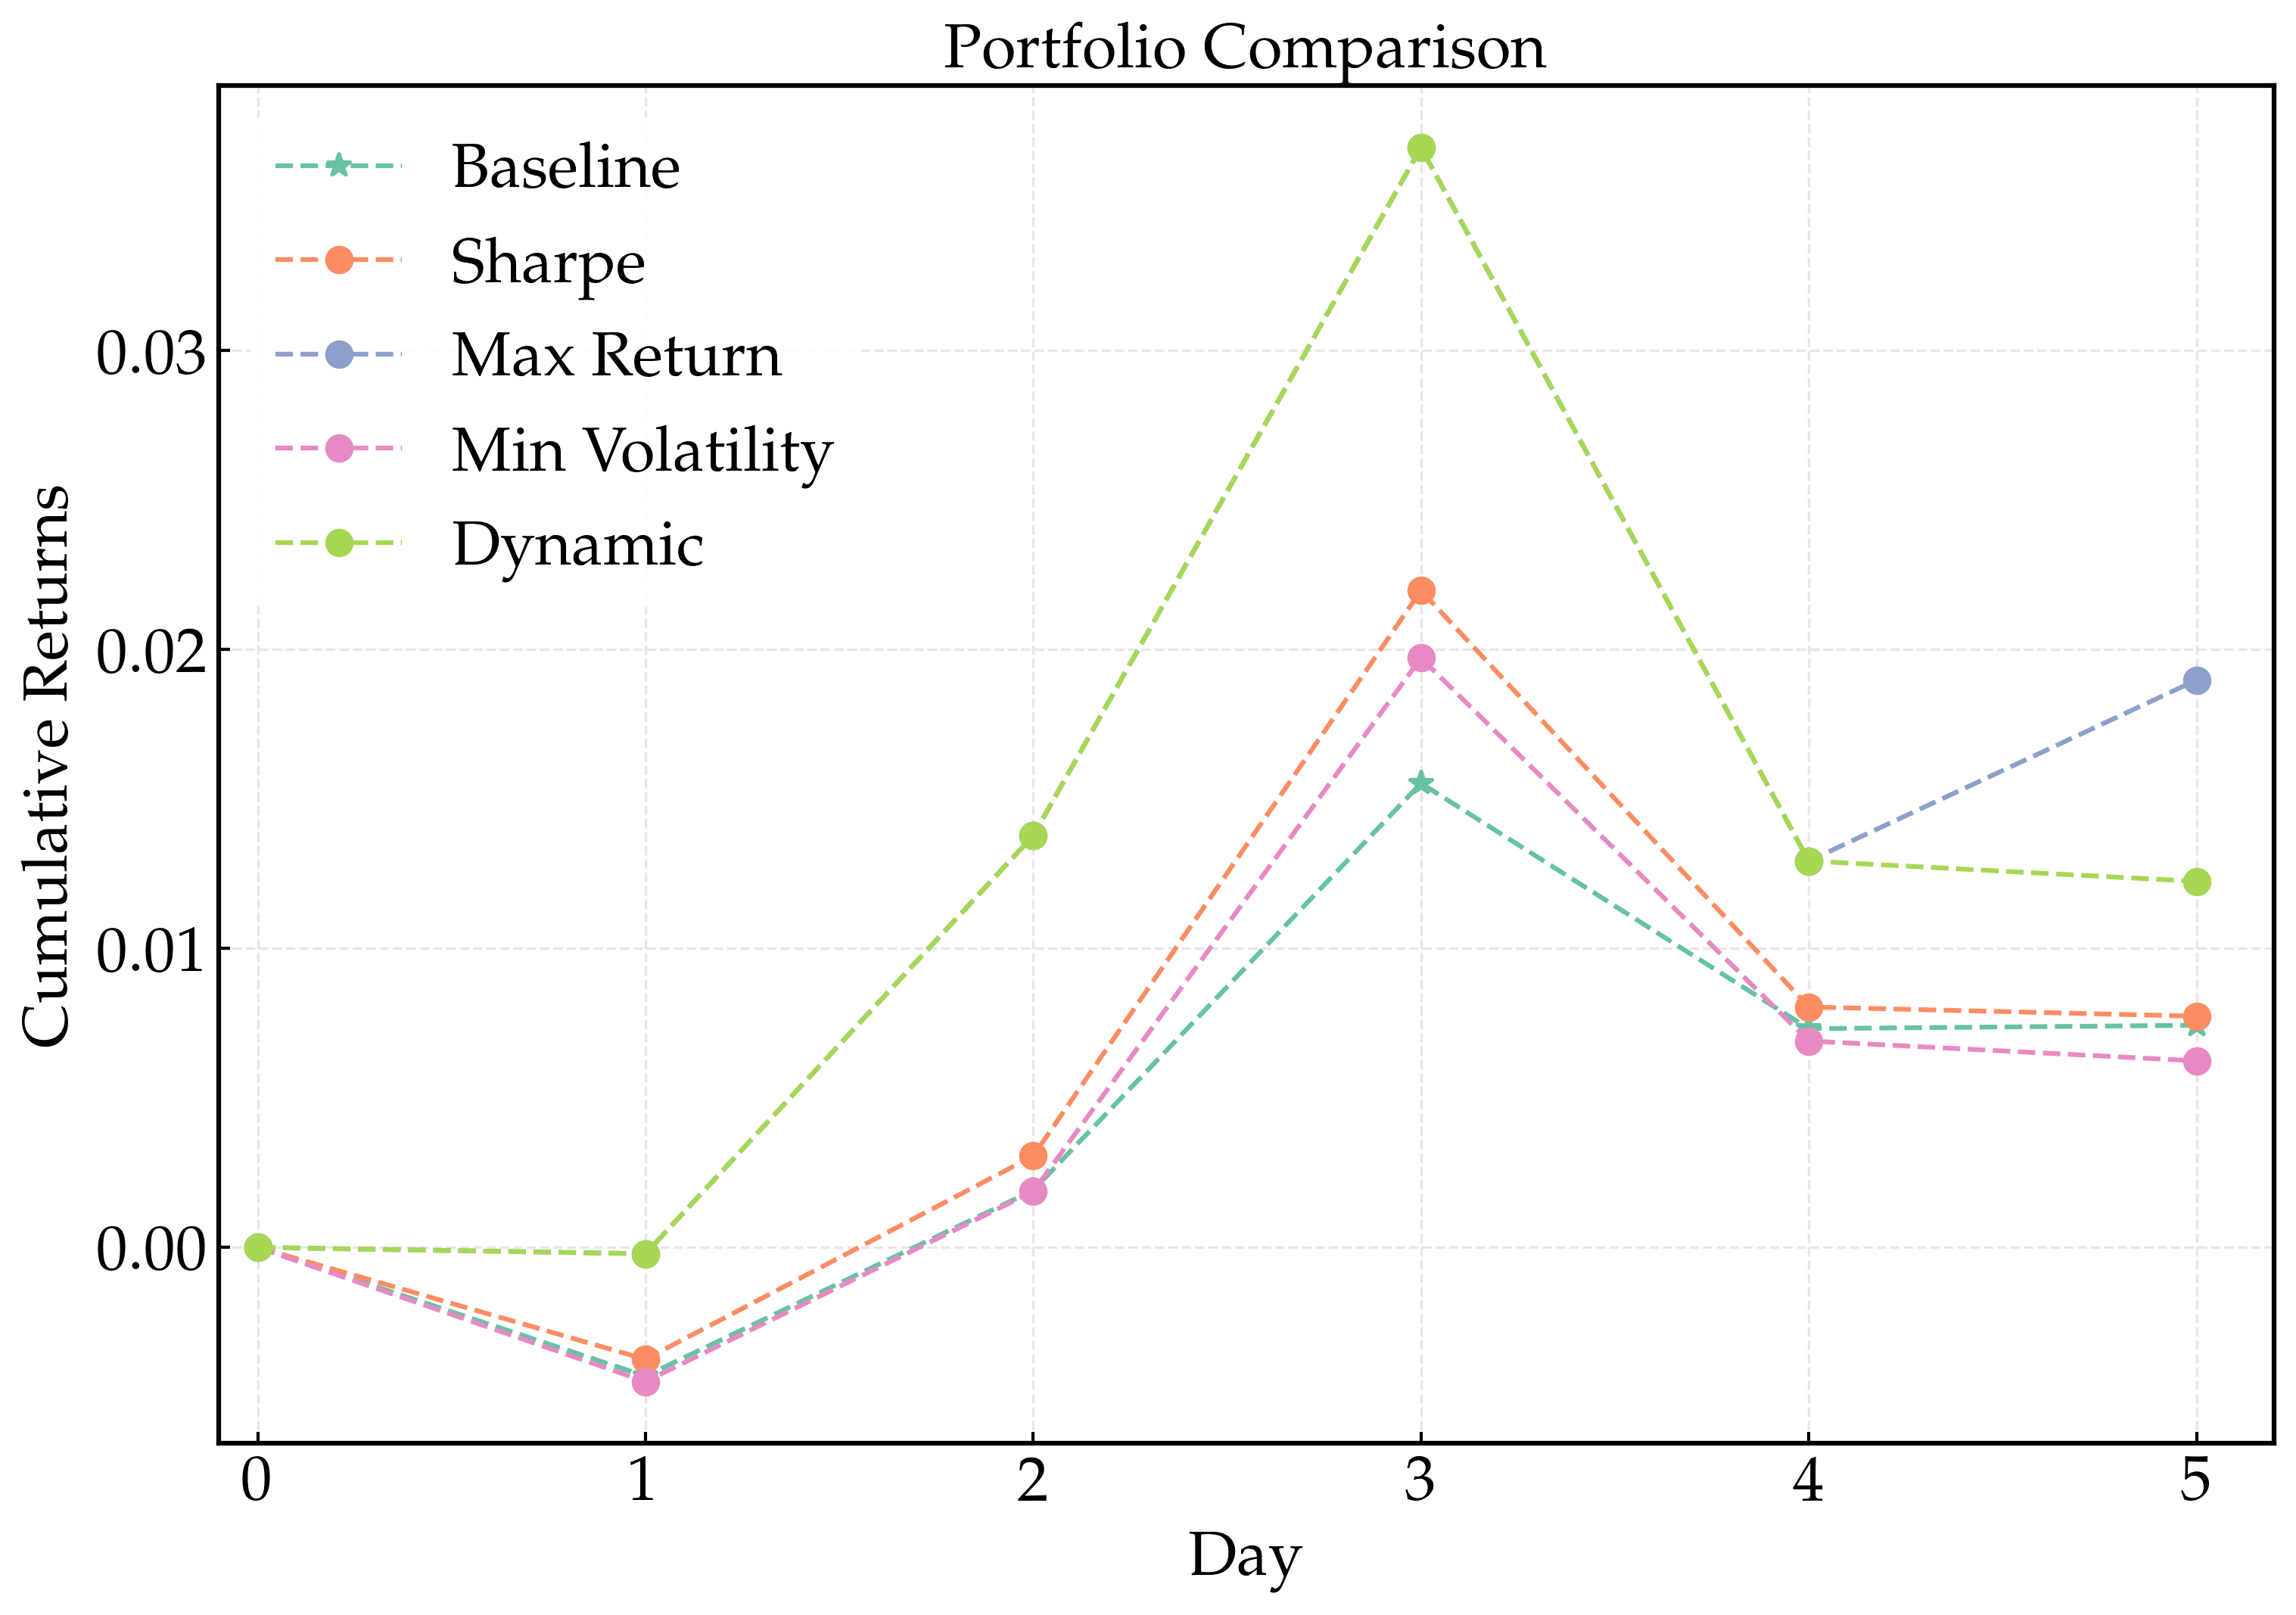 Portfolio Comparison
Baseline
Sharpe
Max Return
Min Volatility
Dynamic
Cumulative Returns
0.03
0.02
0.01
0.00
0 1 2 3 4 5
Day